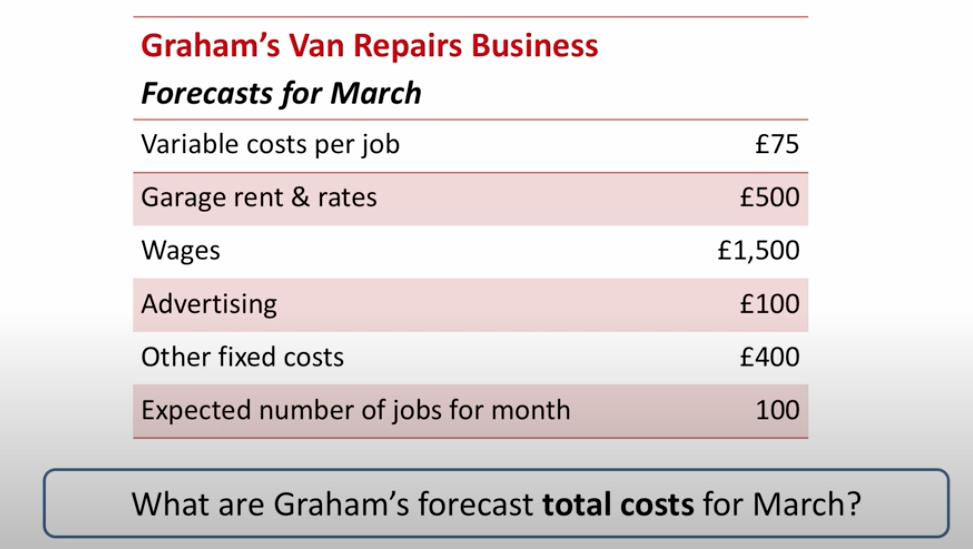 Graham's Van Repairs Business
Forecasts for March
Variable costs per job £75
Garage rent & rates £500
Wages £1,500
Advertising £100
Other fixed costs £400
Expected number of jobs for month 100
What are Graham's forecast total costs for March?